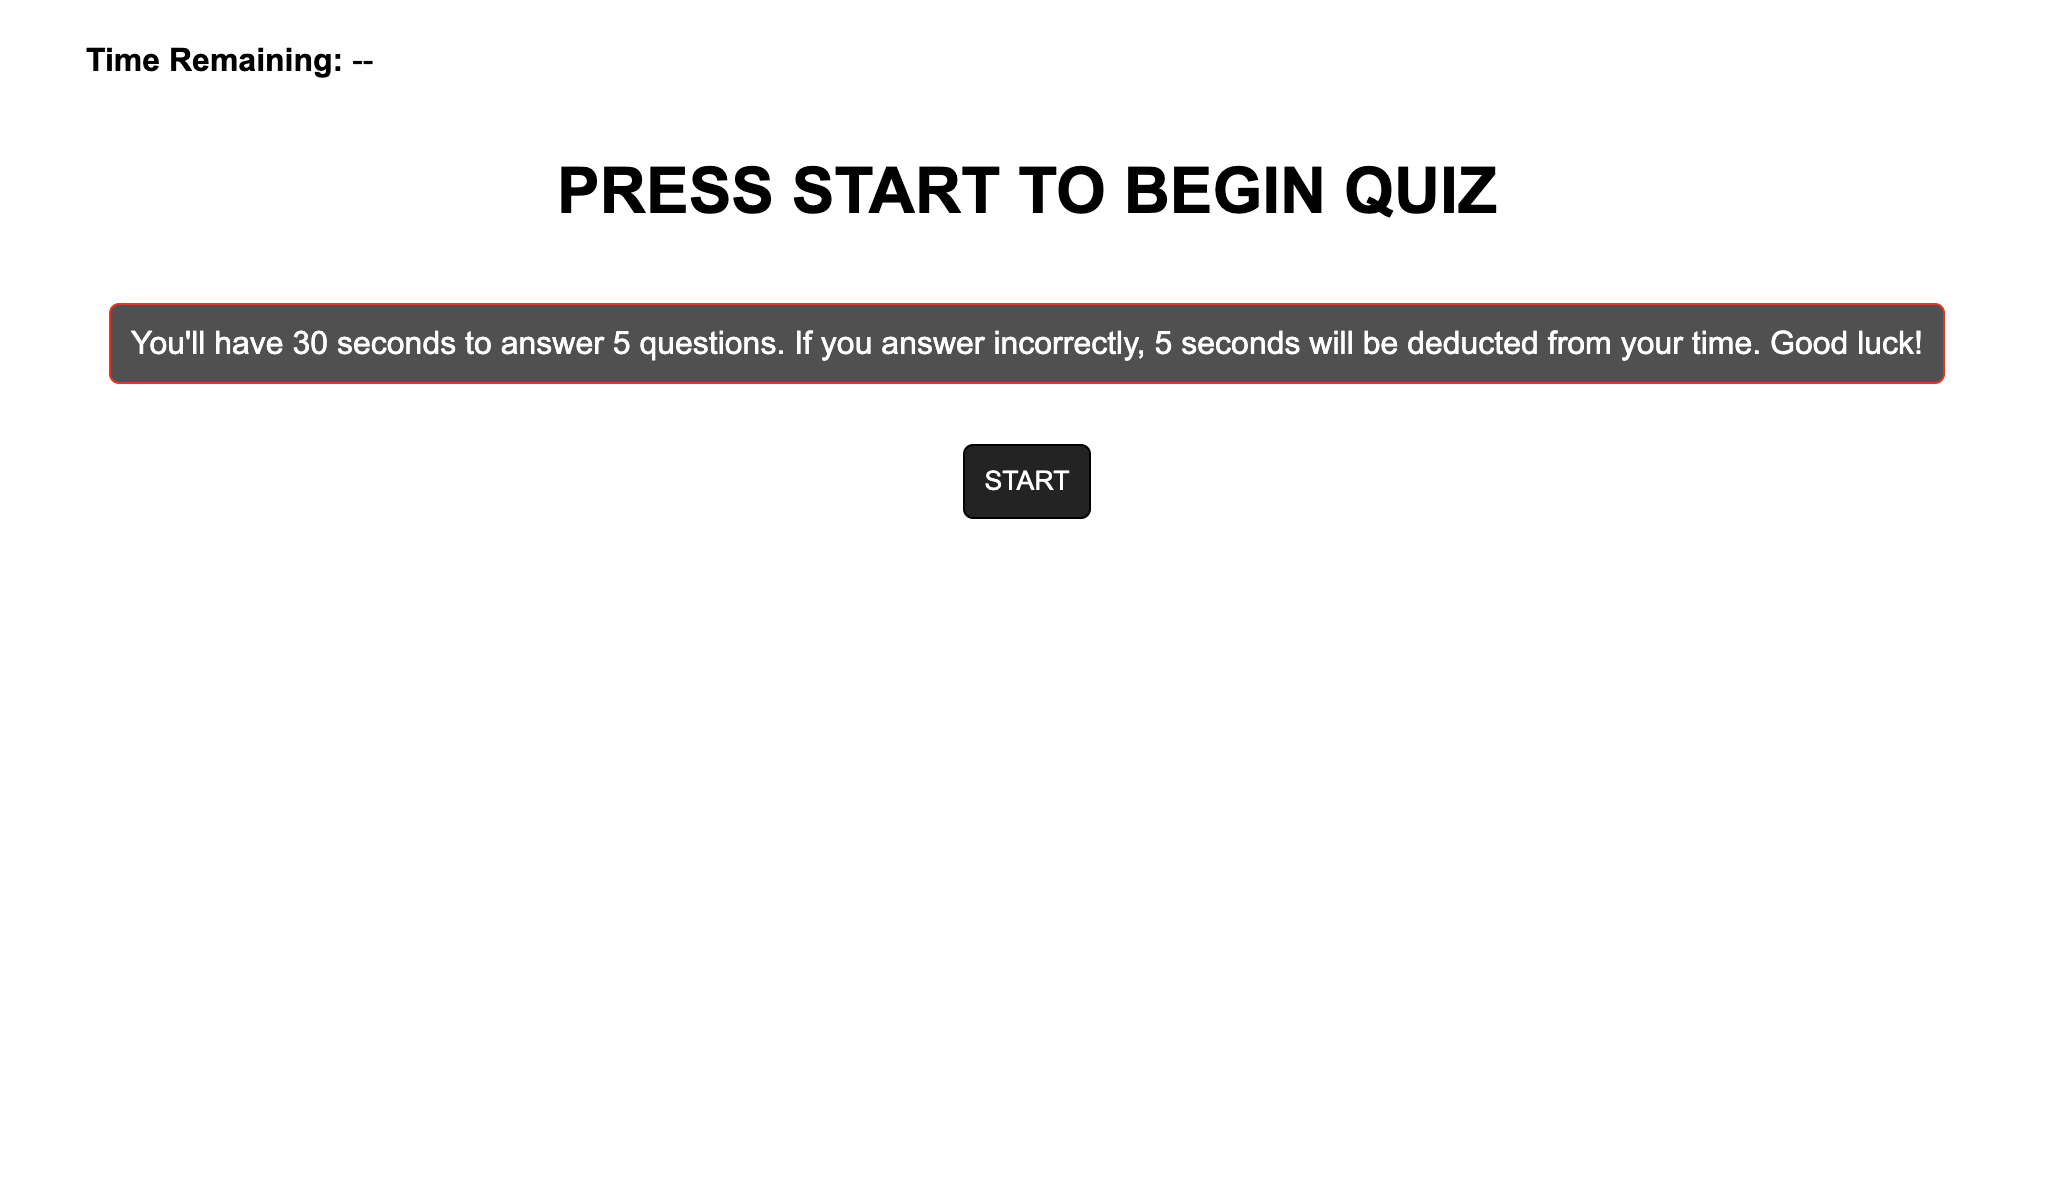 Time Remaining: --
PRESS START TO BEGIN QUIZ
You'll have 30 seconds to answer 5 questions. If you answer incorrectly, 5 seconds will be deducted from your time. Good luck!
START